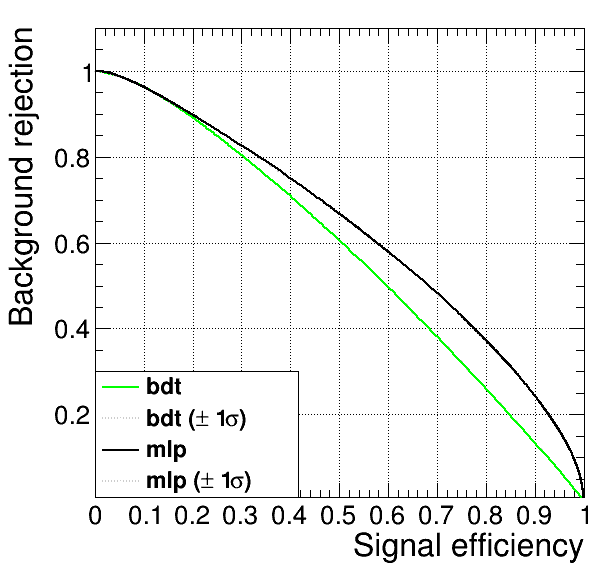 Background rejection
1
0.8
0.6
0.4
0.2
bdt
bdt (± 1σ)
mlp
mlp (± 1σ)
0 0.1 0.2 0.3 0.4 0.5 0.6 0.7 0.8 0.9 1
Signal efficiency